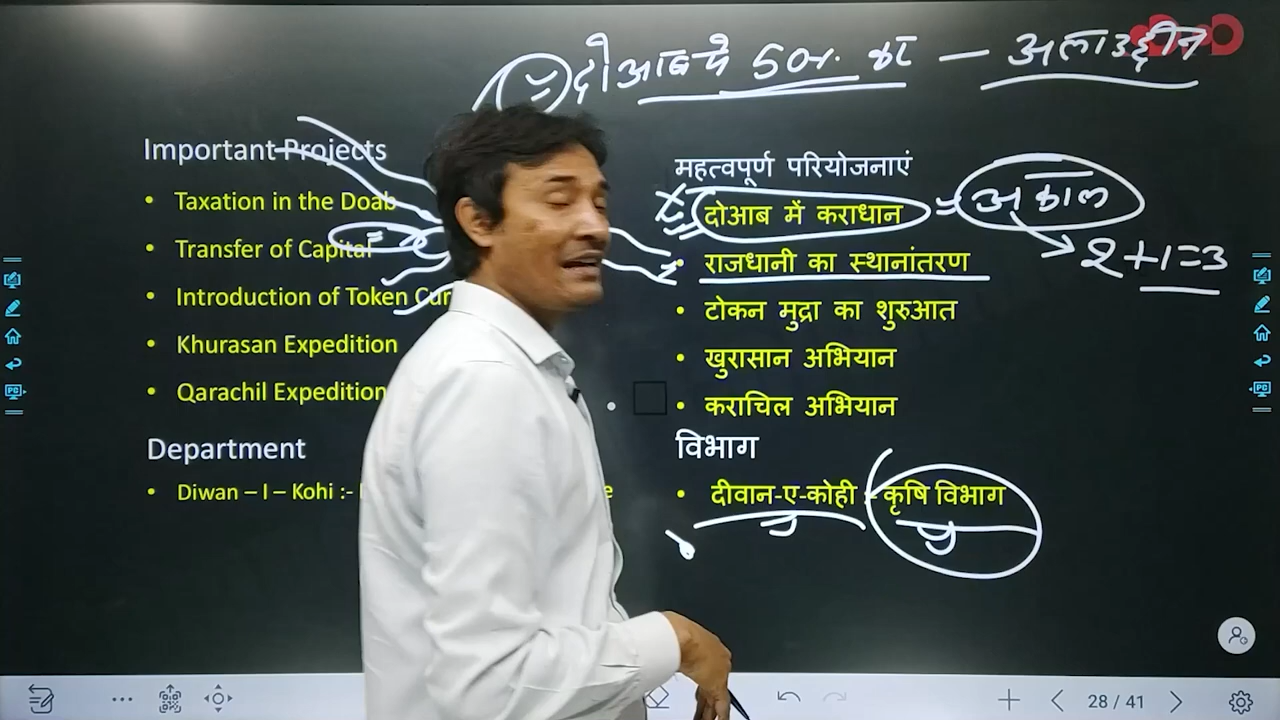 दोआब में 50% कर — अलाउद्दीन
Important Projects
• Taxation in the Doab
• Transfer of Capital
• Introduction of Token Cur
• Khurasan Expedition
• Qarachil Expedition
Department
• Diwan – I – Kohi :-
महत्वपूर्ण परियोजनाएं
• दोआब में कराधान = अकाल
2+1=3
• राजधानी का स्थानांतरण
• टोकन मुद्रा का शुरुआत
• खुरासान अभियान
• कराचिल अभियान
विभाग
• दीवान-ए-कोही - कृषि विभाग
28 / 41